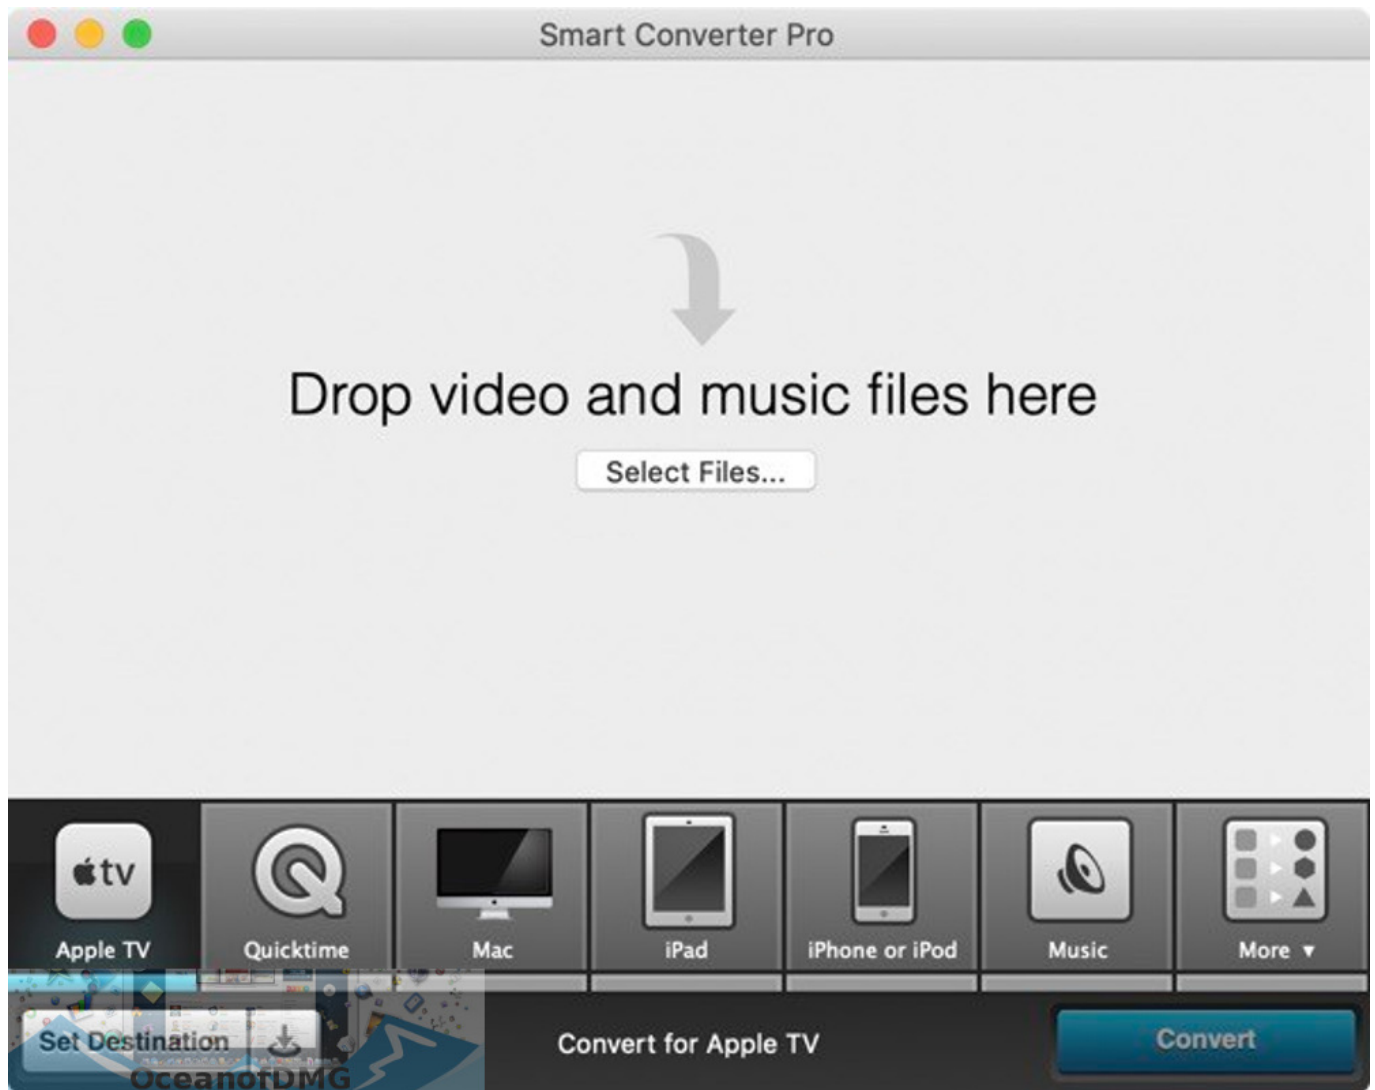 Smart Converter Pro
Drop video and music files here
Select Files...
tv
Apple TV
Quicktime
Mac
iPad
iPhone or iPod
Music
More ▼
Set Destination
Convert for Apple TV
Convert
OceanofDMG